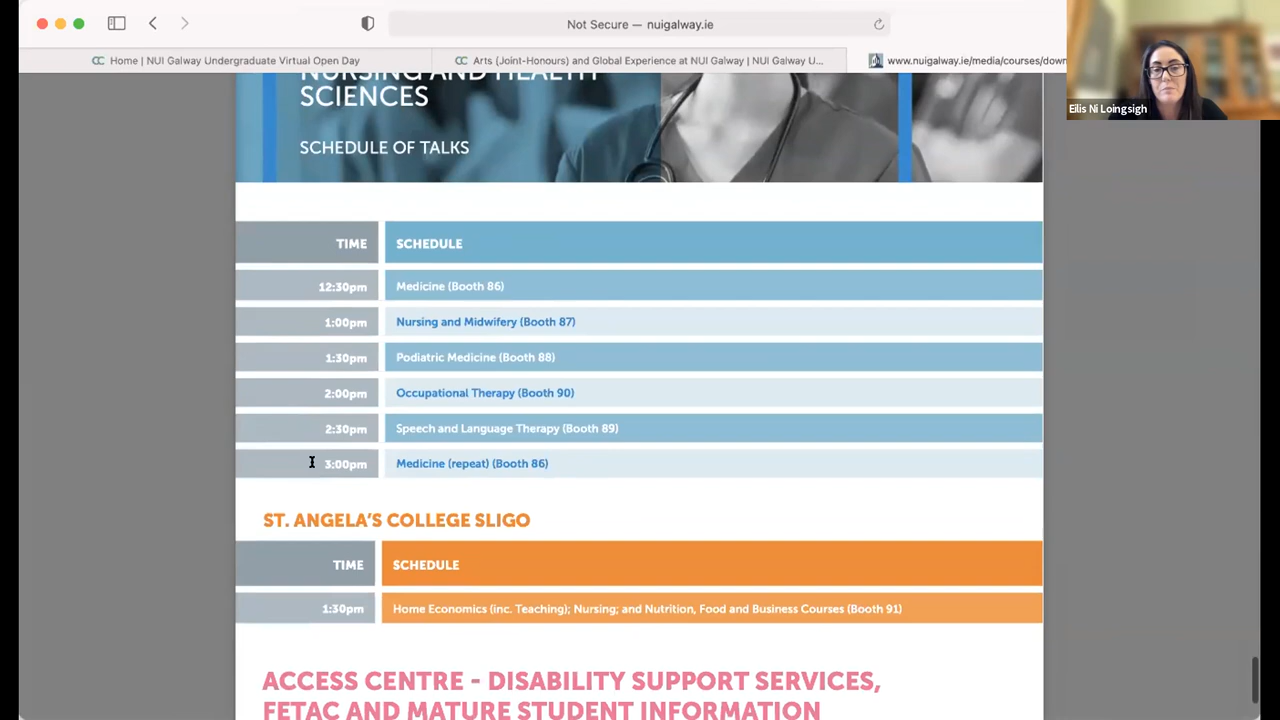 Not Secure — nuigalway.ie
Home | NUI Galway Undergraduate Virtual Open Day
Arts (Joint-Honours) and Global Experience at NUI Galway | NUI Galway U...
www.nuigalway.ie/media/courses/down
Eilis Ni Loingsigh
NURSING AND HEALTH
SCIENCES
SCHEDULE OF TALKS
TIME SCHEDULE
12:30pm Medicine (Booth 86)
1:00pm Nursing and Midwifery (Booth 87)
1:30pm Podiatric Medicine (Booth 88)
2:00pm Occupational Therapy (Booth 90)
2:30pm Speech and Language Therapy (Booth 89)
3:00pm Medicine (repeat) (Booth 86)
ST. ANGELA'S COLLEGE SLIGO
TIME SCHEDULE
1:30pm Home Economics (inc. Teaching); Nursing; and Nutrition, Food and Business Courses (Booth 91)
ACCESS CENTRE - DISABILITY SUPPORT SERVICES,
FETAC AND MATURE STUDENT INFORMATION